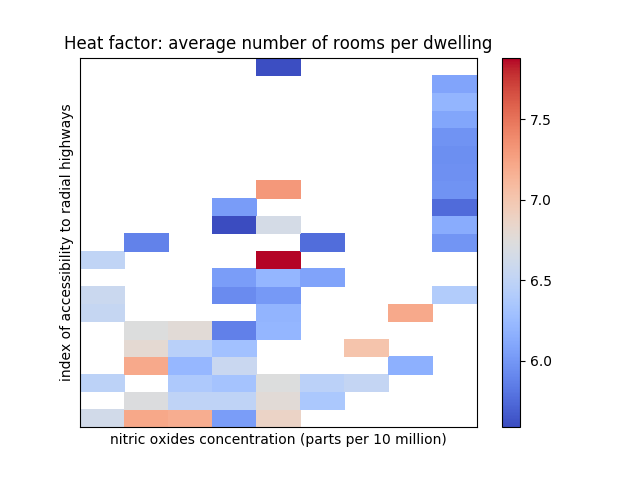 Heat factor: average number of rooms per dwelling
index of accessibility to radial highways
7.5
7.0
6.5
6.0
nitric oxides concentration (parts per 10 million)